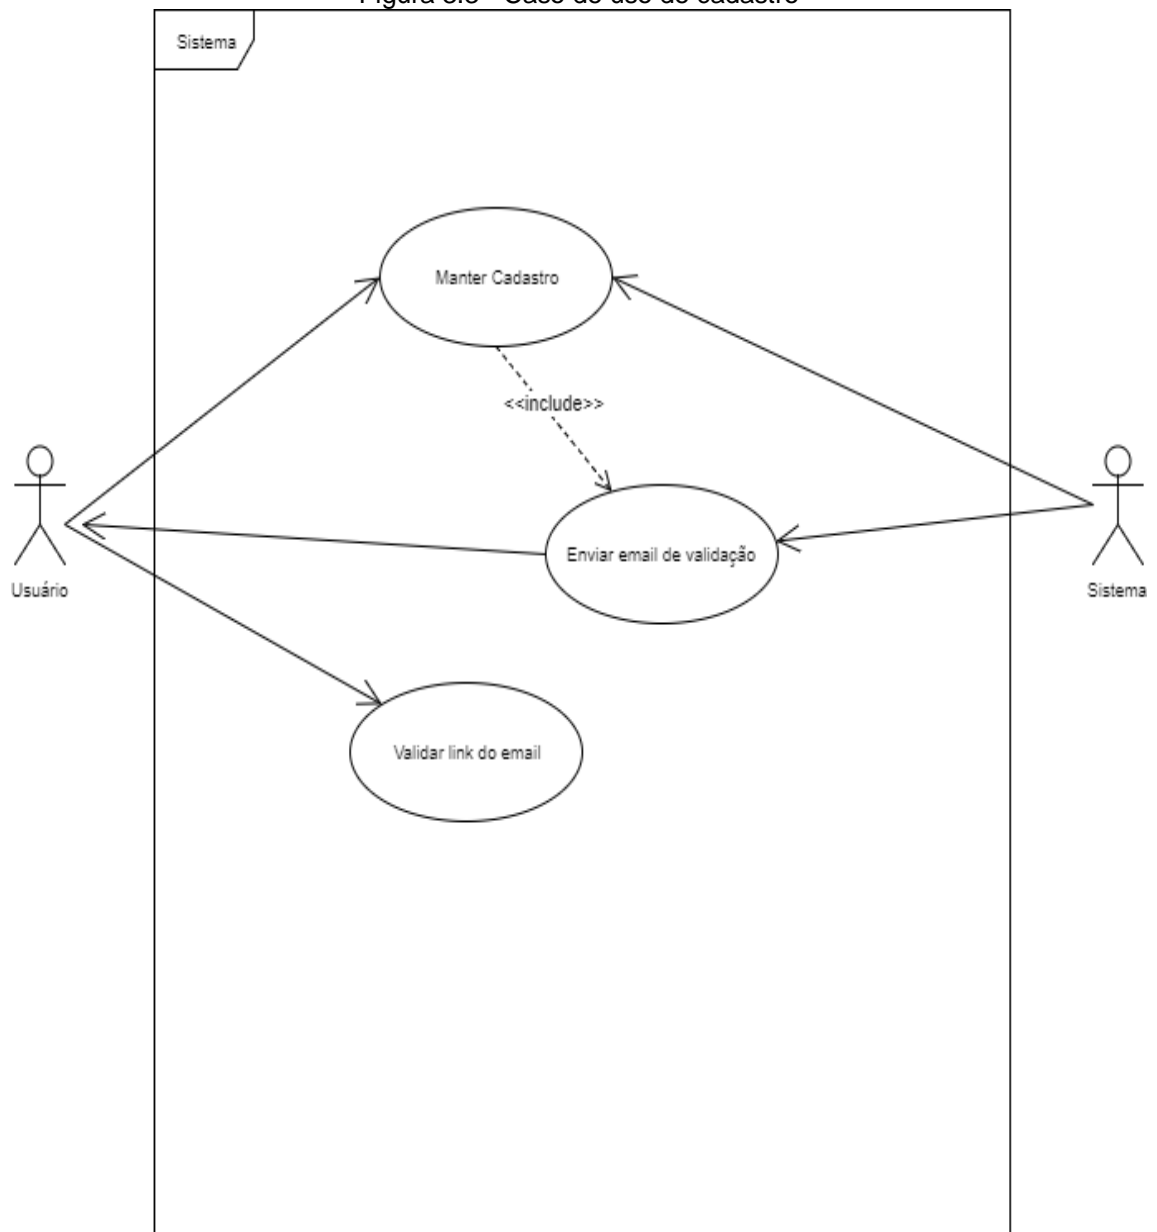 Sistema
Manter Cadastro
<<include>>
Enviar email de validação
Usuário
Sistema
Validar link do email